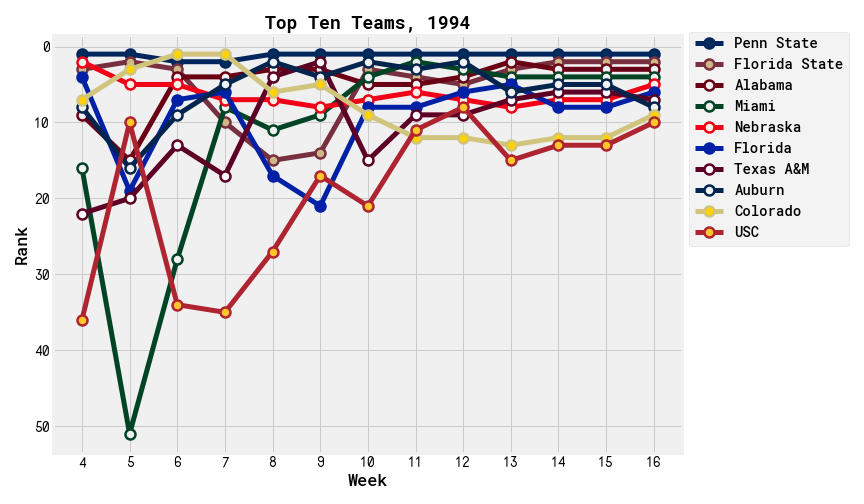 Top Ten Teams, 1994
Penn State
Florida State
Alabama
Miami
Nebraska
Florida
Texas A&M
Auburn
Colorado
USC
Rank
0
10
20
30
40
50
4 5 6 7 8 9 10 11 12 13 14 15 16
Week